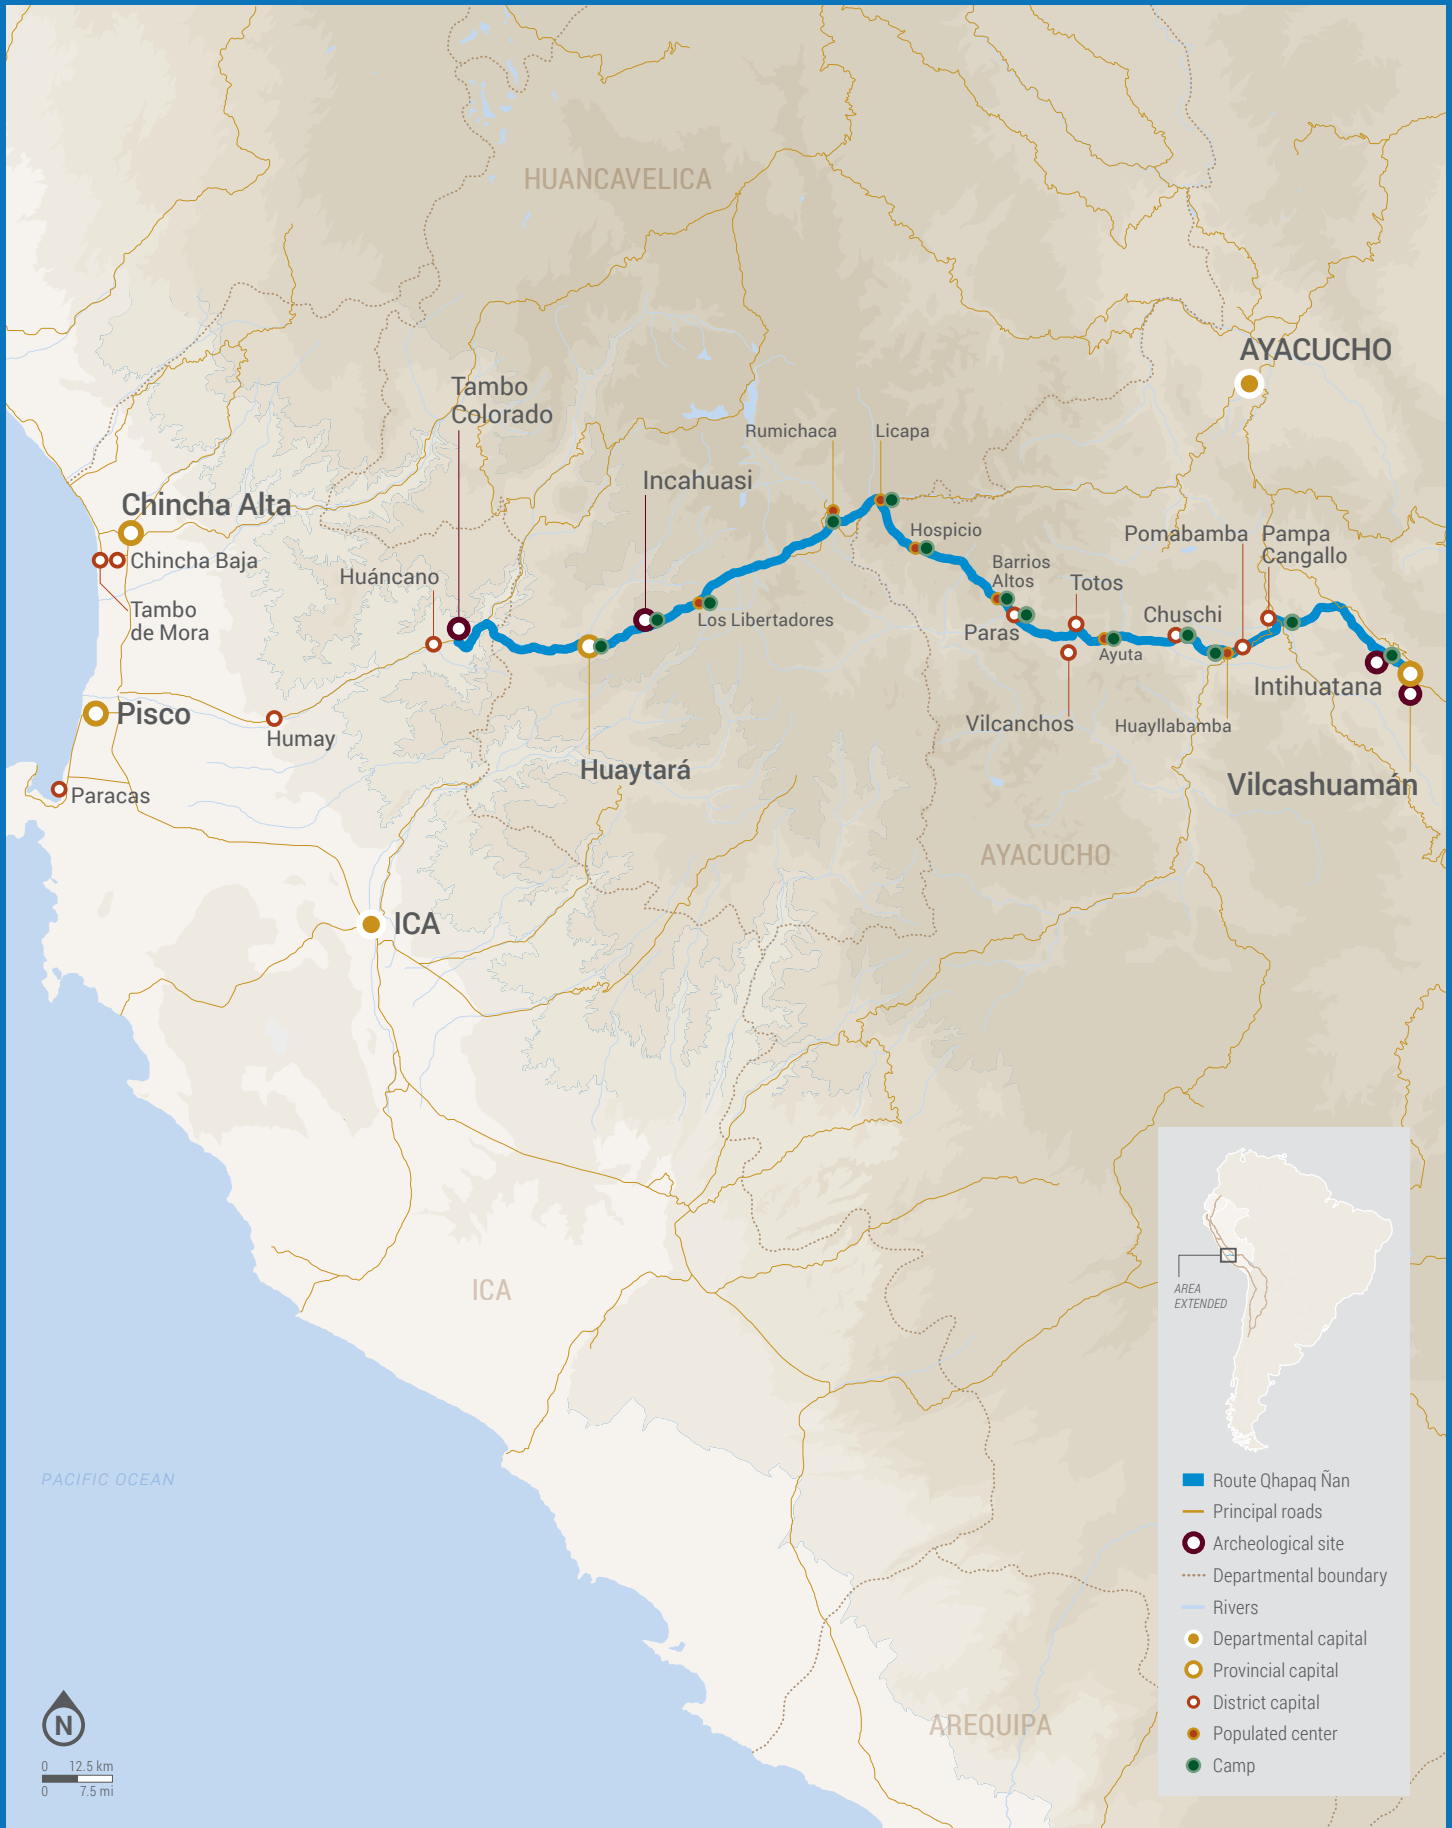 HUANCAVELICA
AYACUCHO
Tambo
Colorado
Rumichaca
Licapa
Incahuasi
Chincha Alta
Hospicio
Pomabamba
Pampa
Cangallo
Chincha Baja
Huáncano
Barrios
Altos
Totos
Tambo
de Mora
Los Libertadores
Paras
Chuschi
Ayuta
Intihuatana
Pisco
Humay
Vilcanchos
Huayllabamba
Huaytará
Vilcashuamán
Paracas
AYACUCHO
ICA
ICA
AREA
EXTENDED
PACIFIC OCEAN
AREQUIPA
Route Qhapaq Ñan
Principal roads
Archeological site
Departmental boundary
Rivers
Departmental capital
Provincial capital
District capital
Populated center
Camp
N
0 12.5 km
0 7.5 mi